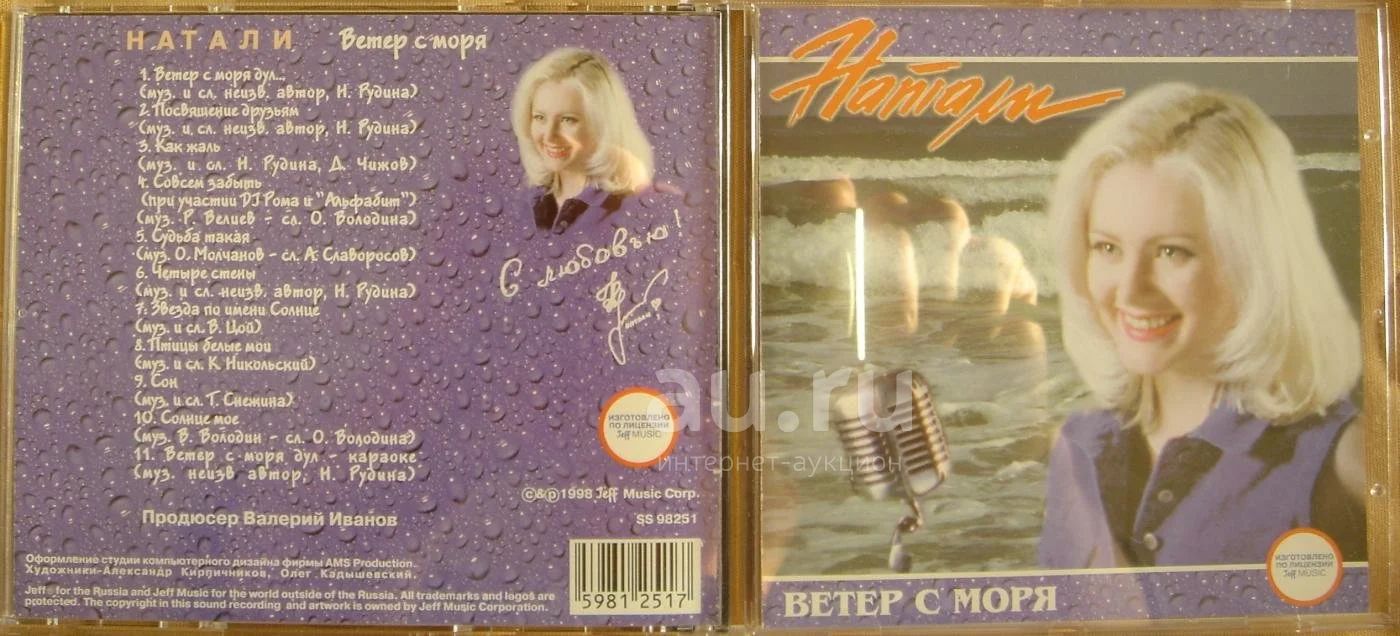 НАТАЛИ Ветер с моря
1. Ветер с моря дул...
(муз. и сл. неизв. автор, Н. Рудина)
2. Посвящение друзьям
(муз. и сл. неизв. автор, Н. Рудина)
3. Как жаль
(муз. и сл. Н. Рудина, Д. Чижов)
4. Совсем забыть
(при участии DJ Рома и "Альфабит")
(муз. Р. Велиев - сл. О. Володина)
5. Судьба такая
(муз. О. Молчанов - сл. А. Славоросов)
6. Четыре стены
(муз. и сл. неизв. автор, Н. Рудина)
7. Звезда по имени Солнце
(муз. и сл. В. Цой)
8. Птицы белые мои
(муз. и сл. К. Никольский)
9. Сон
(муз. и сл. Т. Снежина)
10. Солнце мое
(муз. В. Володин - сл. О. Володина)
11. Ветер с моря дул - караоке
(муз. неизв автор, Н. Рудина)
Продюсер Валерий Иванов
С любовью!
Натали
ИЗГОТОВЛЕНО
ПО ЛИЦЕНЗИИ
Jeff MUSIC
©&℗1998 Jeff Music Corp.
SS 98251
Оформление студии компьютерного дизайна фирмы AMS Production.
Художники-Александр Кирпичников, Олег Кадышевский.
Jeff® for the Russia and Jeff Music for the world outside of the Russia. All trademarks and logos are
protected. The copyright in this sound recording and artwork is owned by Jeff Music Corporation.
5981 2517
Натали
ВЕТЕР С МОРЯ
ИЗГОТОВЛЕНО
ПО ЛИЦЕНЗИИ
Jeff MUSIC
au.ru
интернет-аукцион